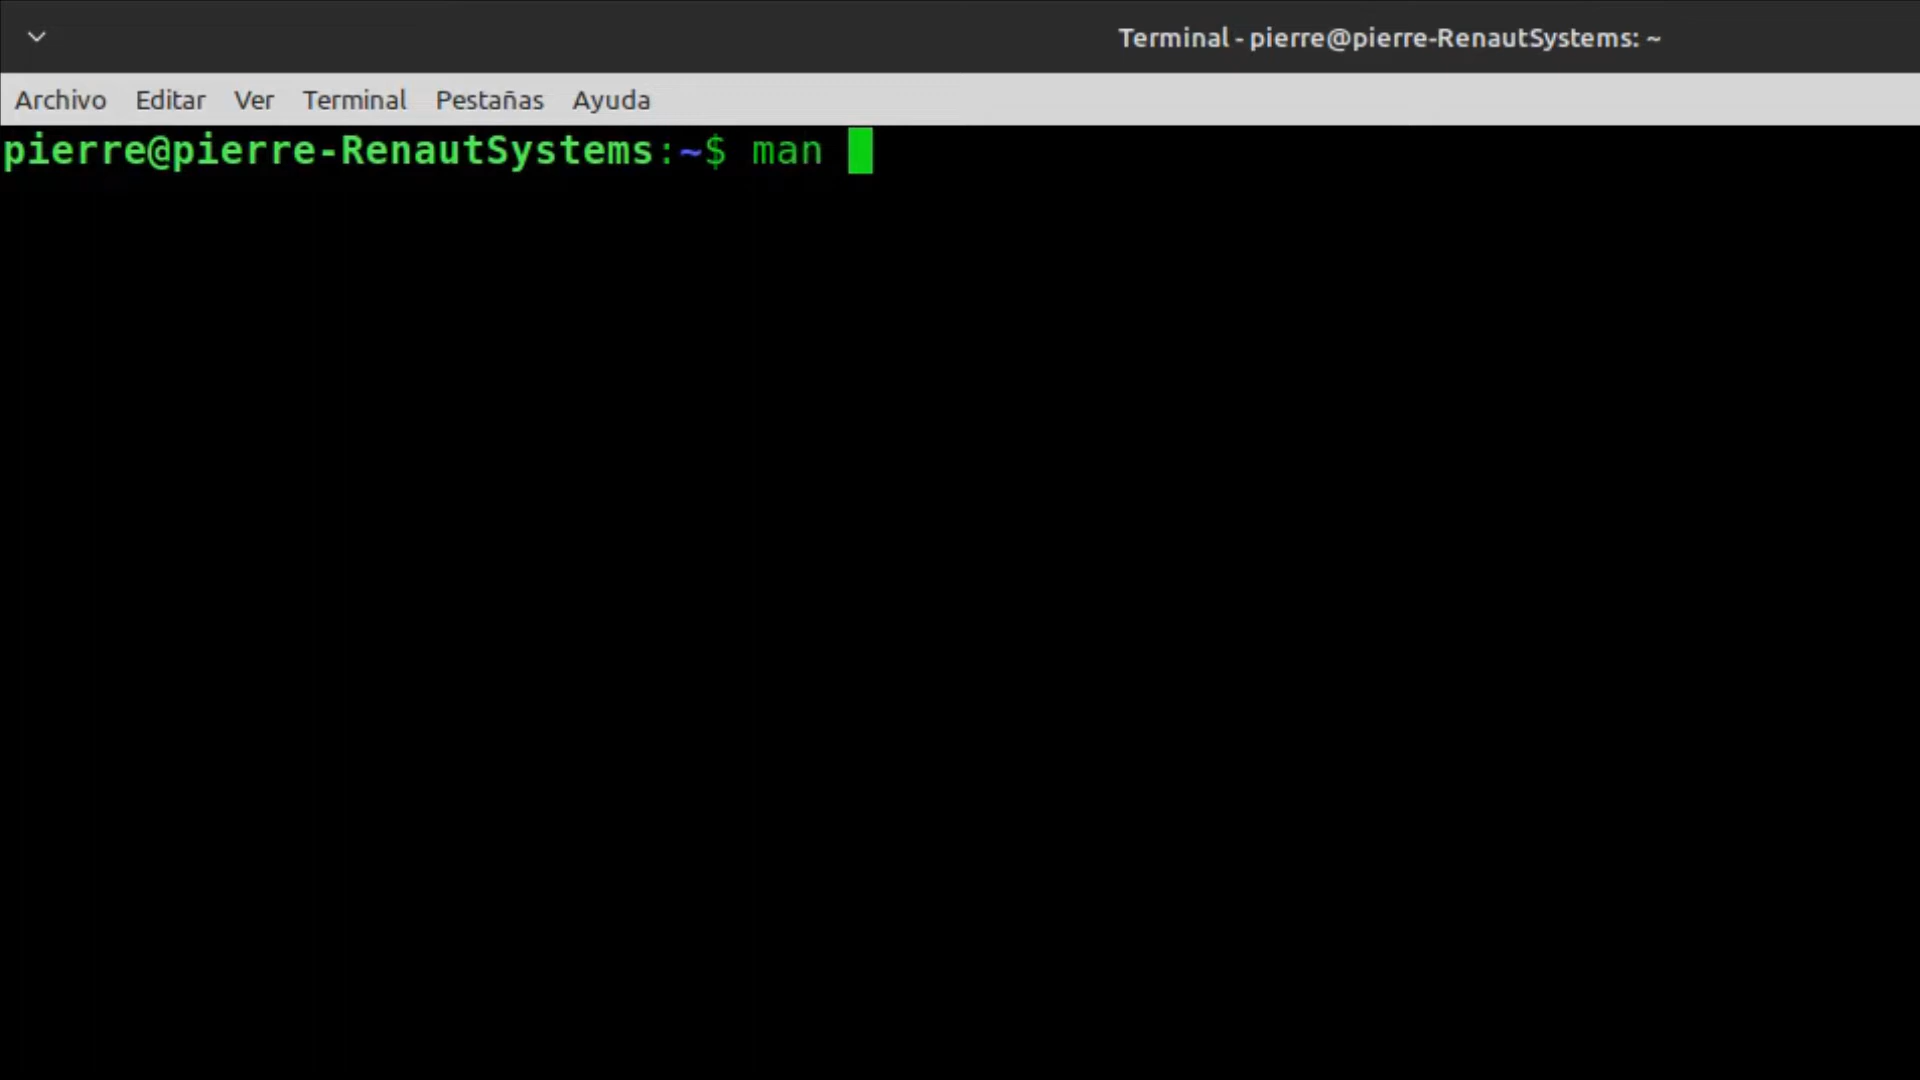 Terminal - pierre@pierre-RenautSystems: ~
Archivo Editar Ver Terminal Pestañas Ayuda
pierre@pierre-RenautSystems:~$ man